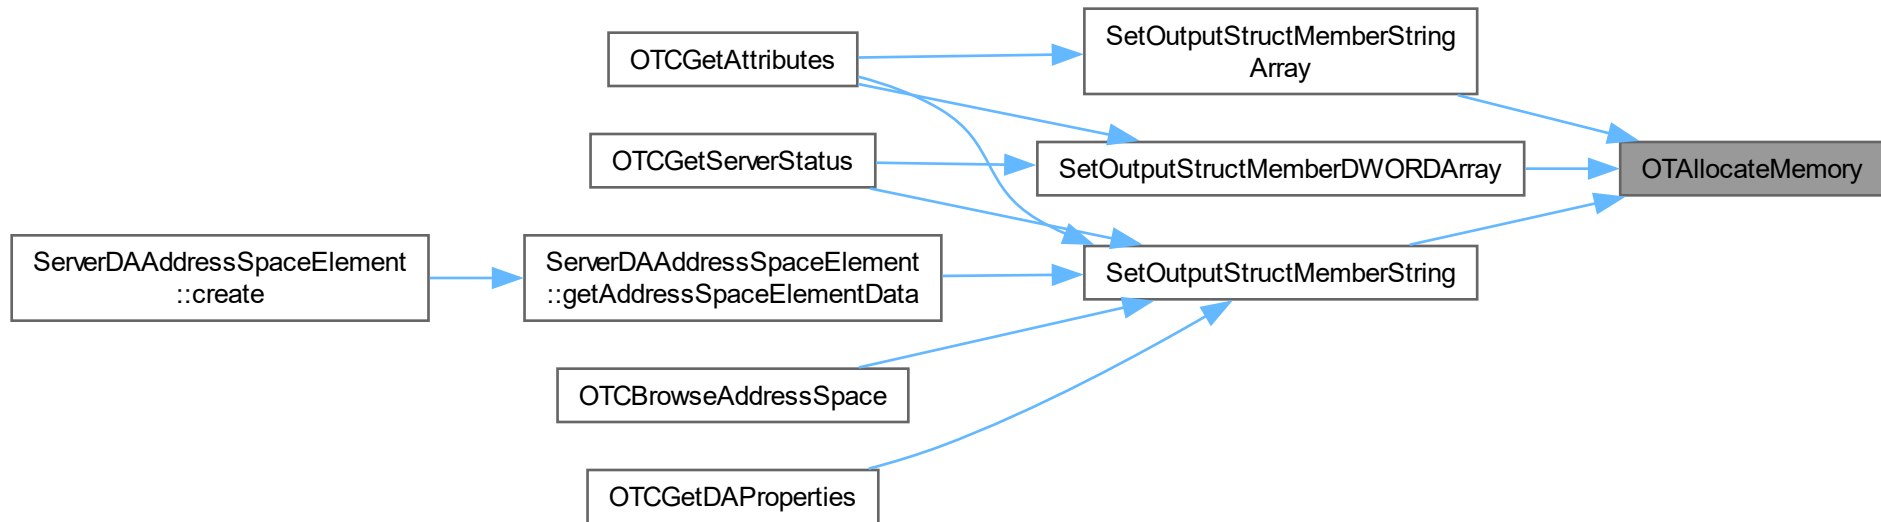 OTCGetAttributes
SetOutputStructMemberString
Array
OTCGetServerStatus
SetOutputStructMemberDWORDArray
OTAllocateMemory
ServerDAAddressSpaceElement
::create
ServerDAAddressSpaceElement
::getAddressSpaceElementData
SetOutputStructMemberString
OTCBrowseAddressSpace
OTCGetDAProperties